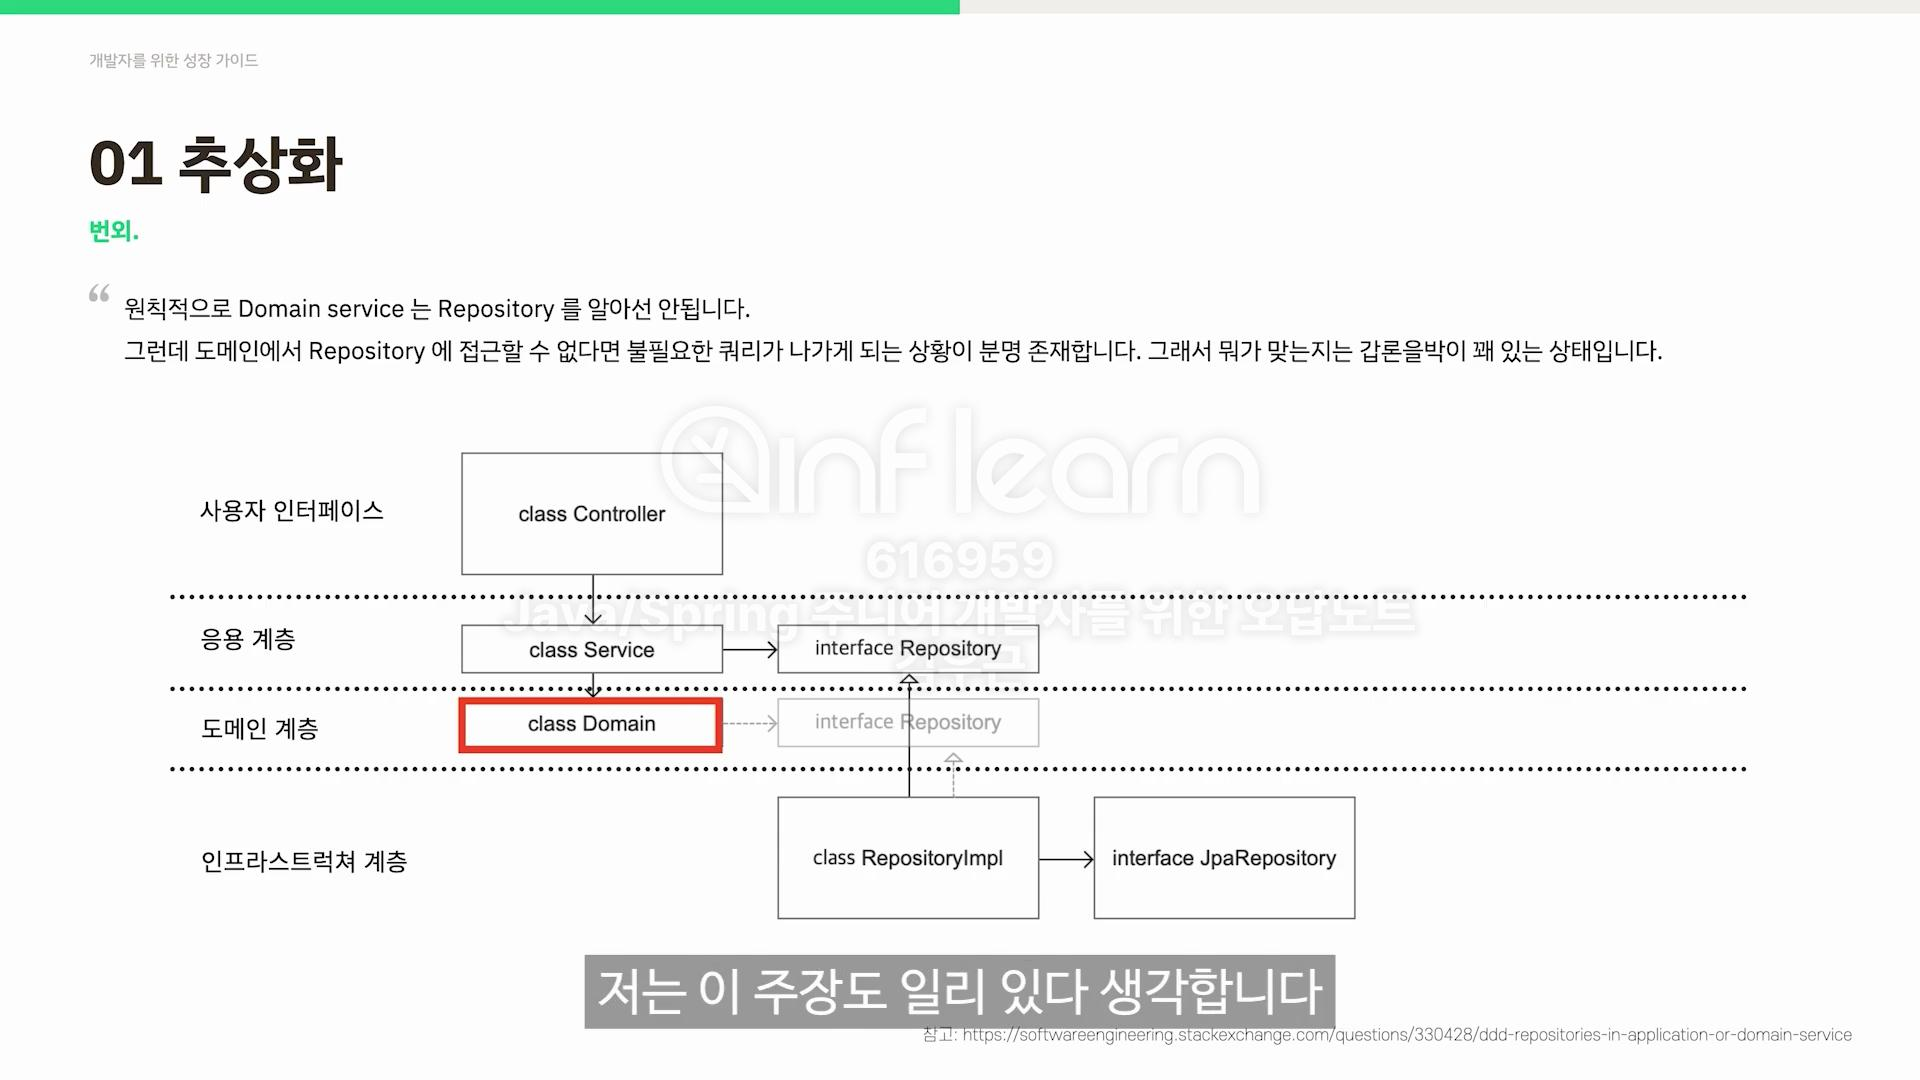 개발자를 위한 성장 가이드
01 추상화
번외.
“ 원칙적으로 Domain service 는 Repository 를 알아선 안됩니다.
그런데 도메인에서 Repository 에 접근할 수 없다면 불필요한 쿼리가 나가게 되는 상황이 분명 존재합니다. 그래서 뭐가 맞는지는 갑론을박이 꽤 있는 상태입니다.
inflearn
사용자 인터페이스
class Controller
616959
Java/Spring 주니어 개발자를 위한 오답노트
응용 계층
class Service
interface Repository
도메인 계층
class Domain
interface Repository
인프라스트럭쳐 계층
class RepositoryImpl
interface JpaRepository
저는 이 주장도 일리 있다 생각합니다
참고: https://softwareengineering.stackexchange.com/questions/330428/ddd-repositories-in-application-or-domain-service